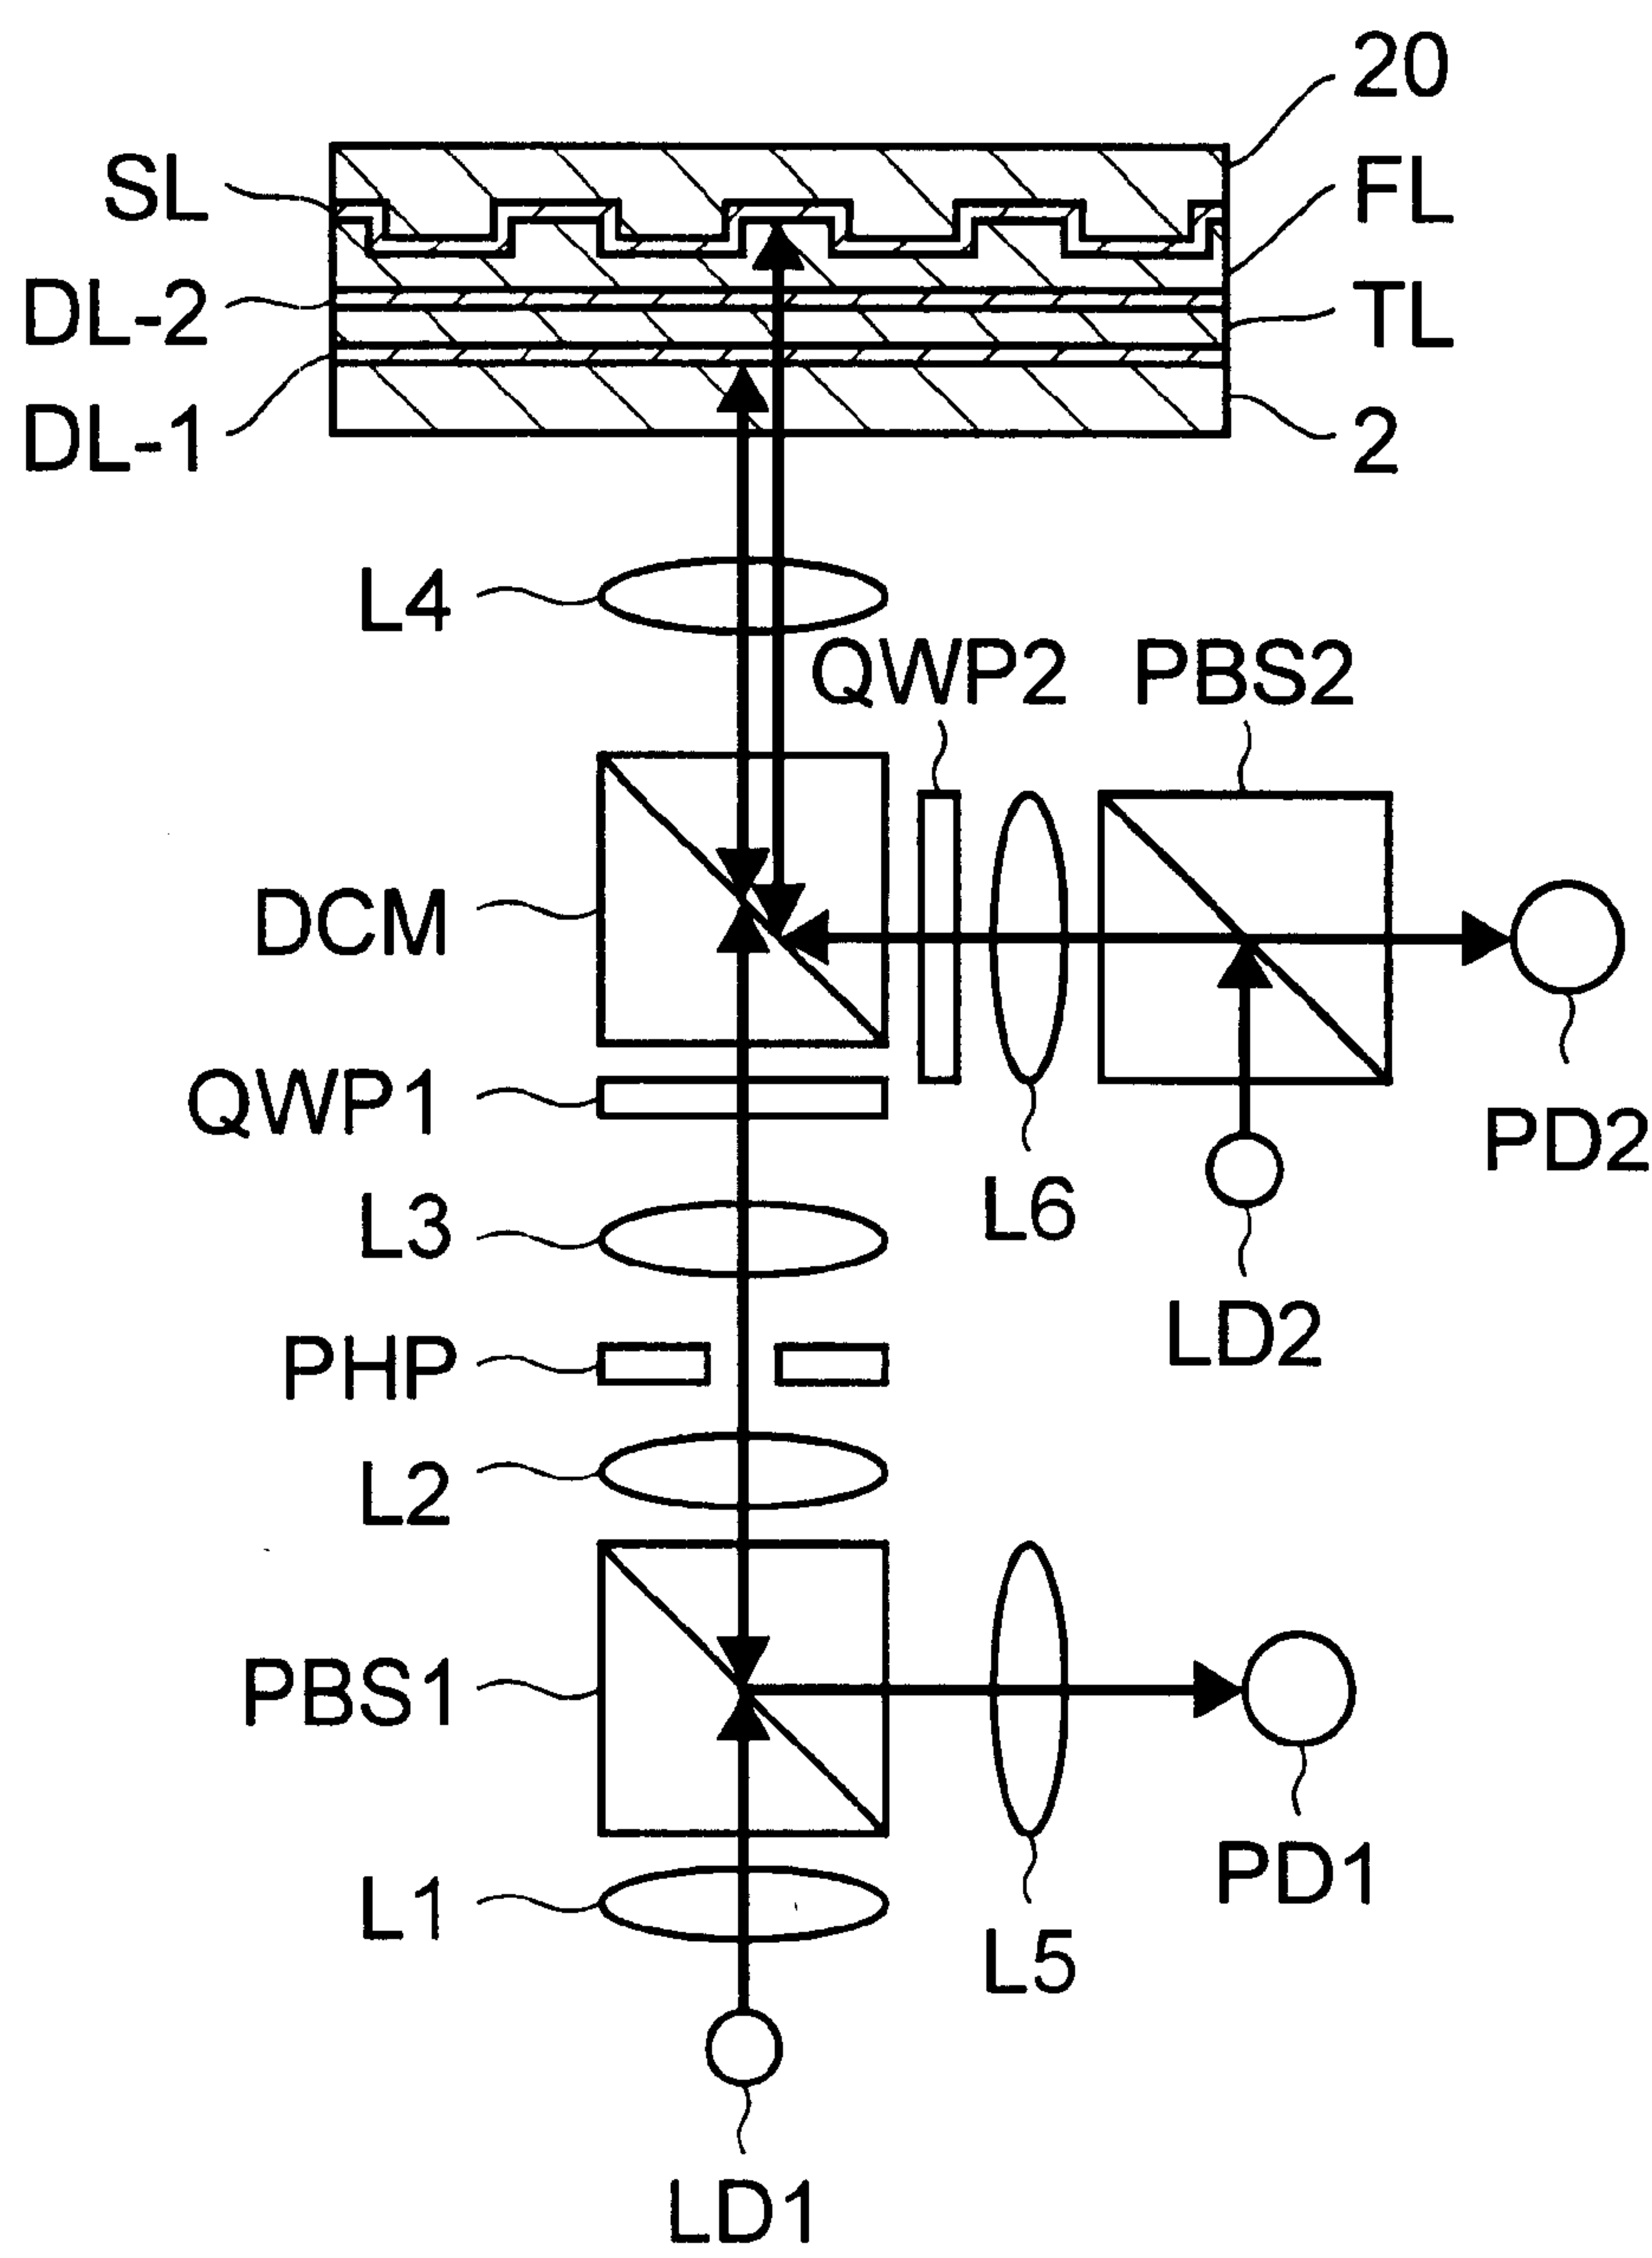 20
SL
FL
DL-2
TL
DL-1
2
L4
QWP2
PBS2
DCM
QWP1
PD2
L3
L6
LD2
PHP
L2
PBS1
PD1
L1
L5
LD1